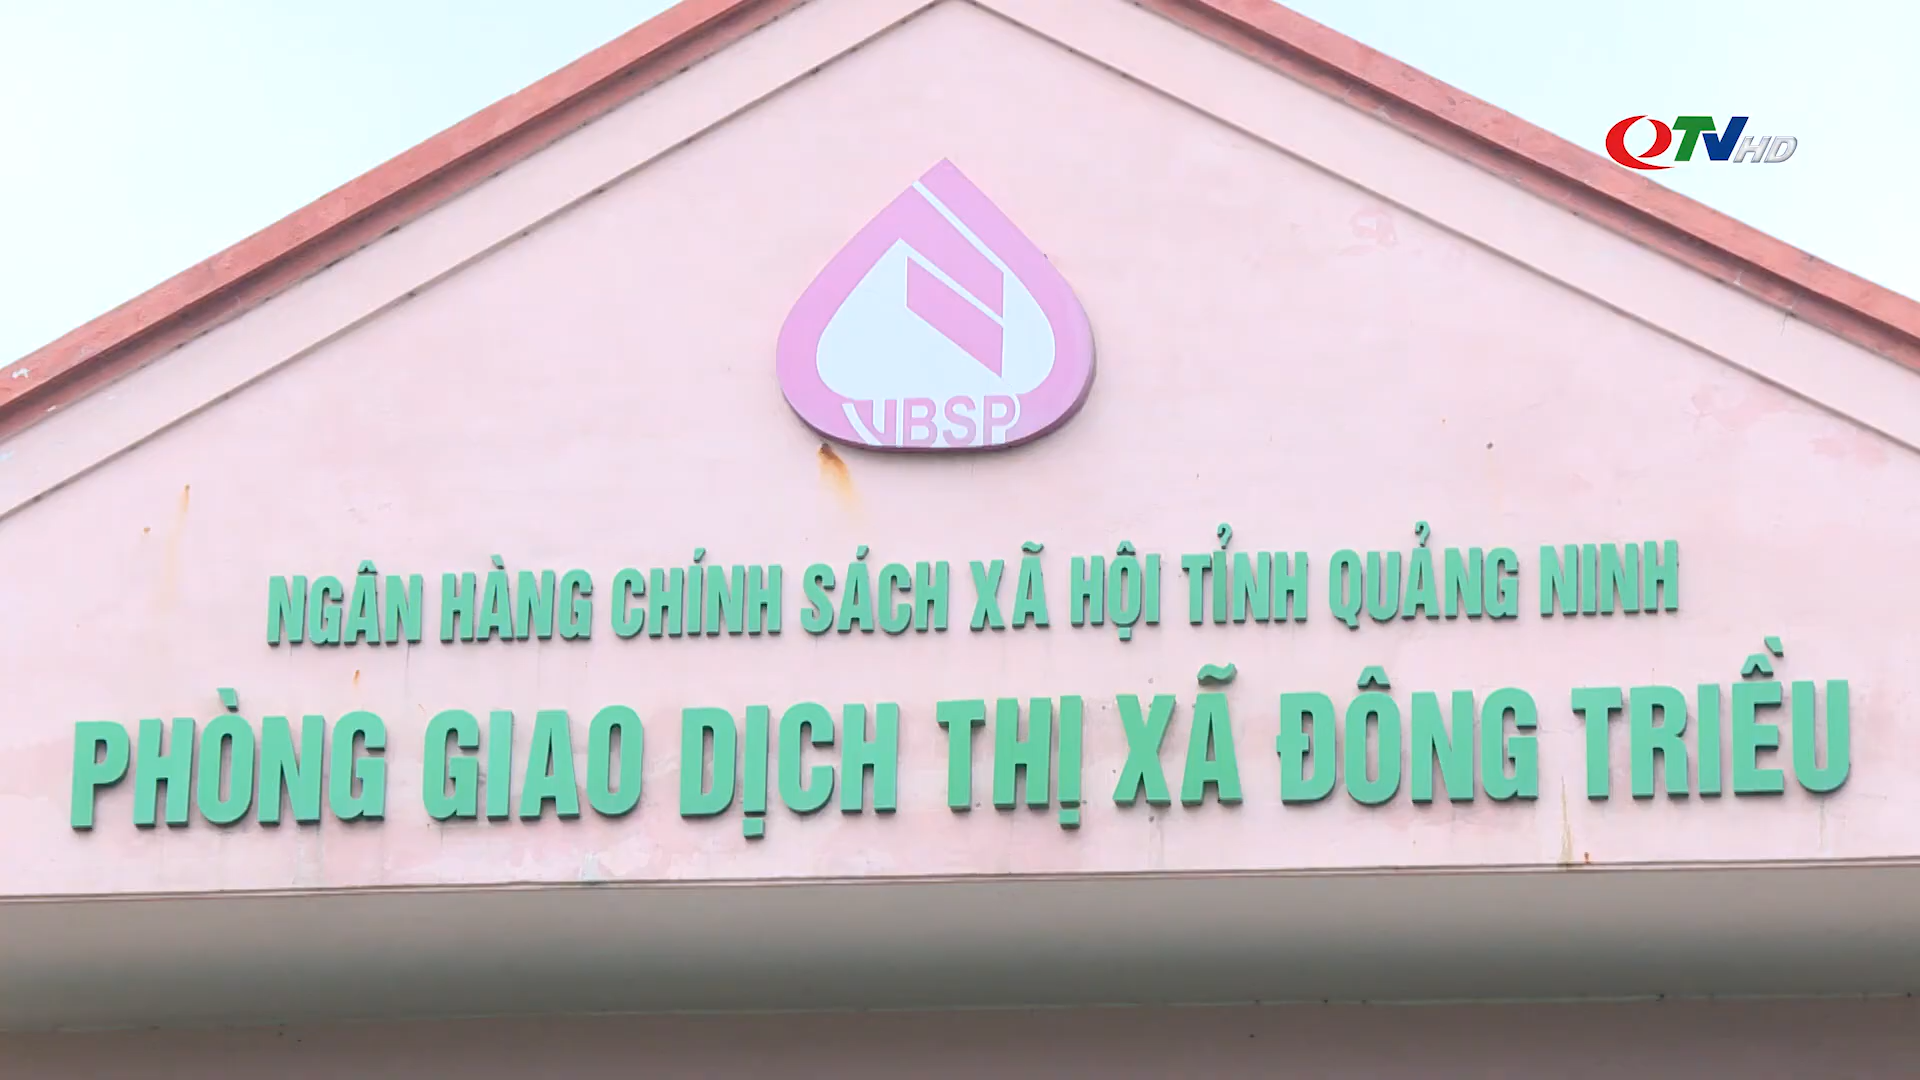 QTV HD
VBSP
NGÂN HÀNG CHÍNH SÁCH XÃ HỘI TỈNH QUẢNG NINH
PHÒNG GIAO DỊCH THỊ XÃ ĐÔNG TRIỀU